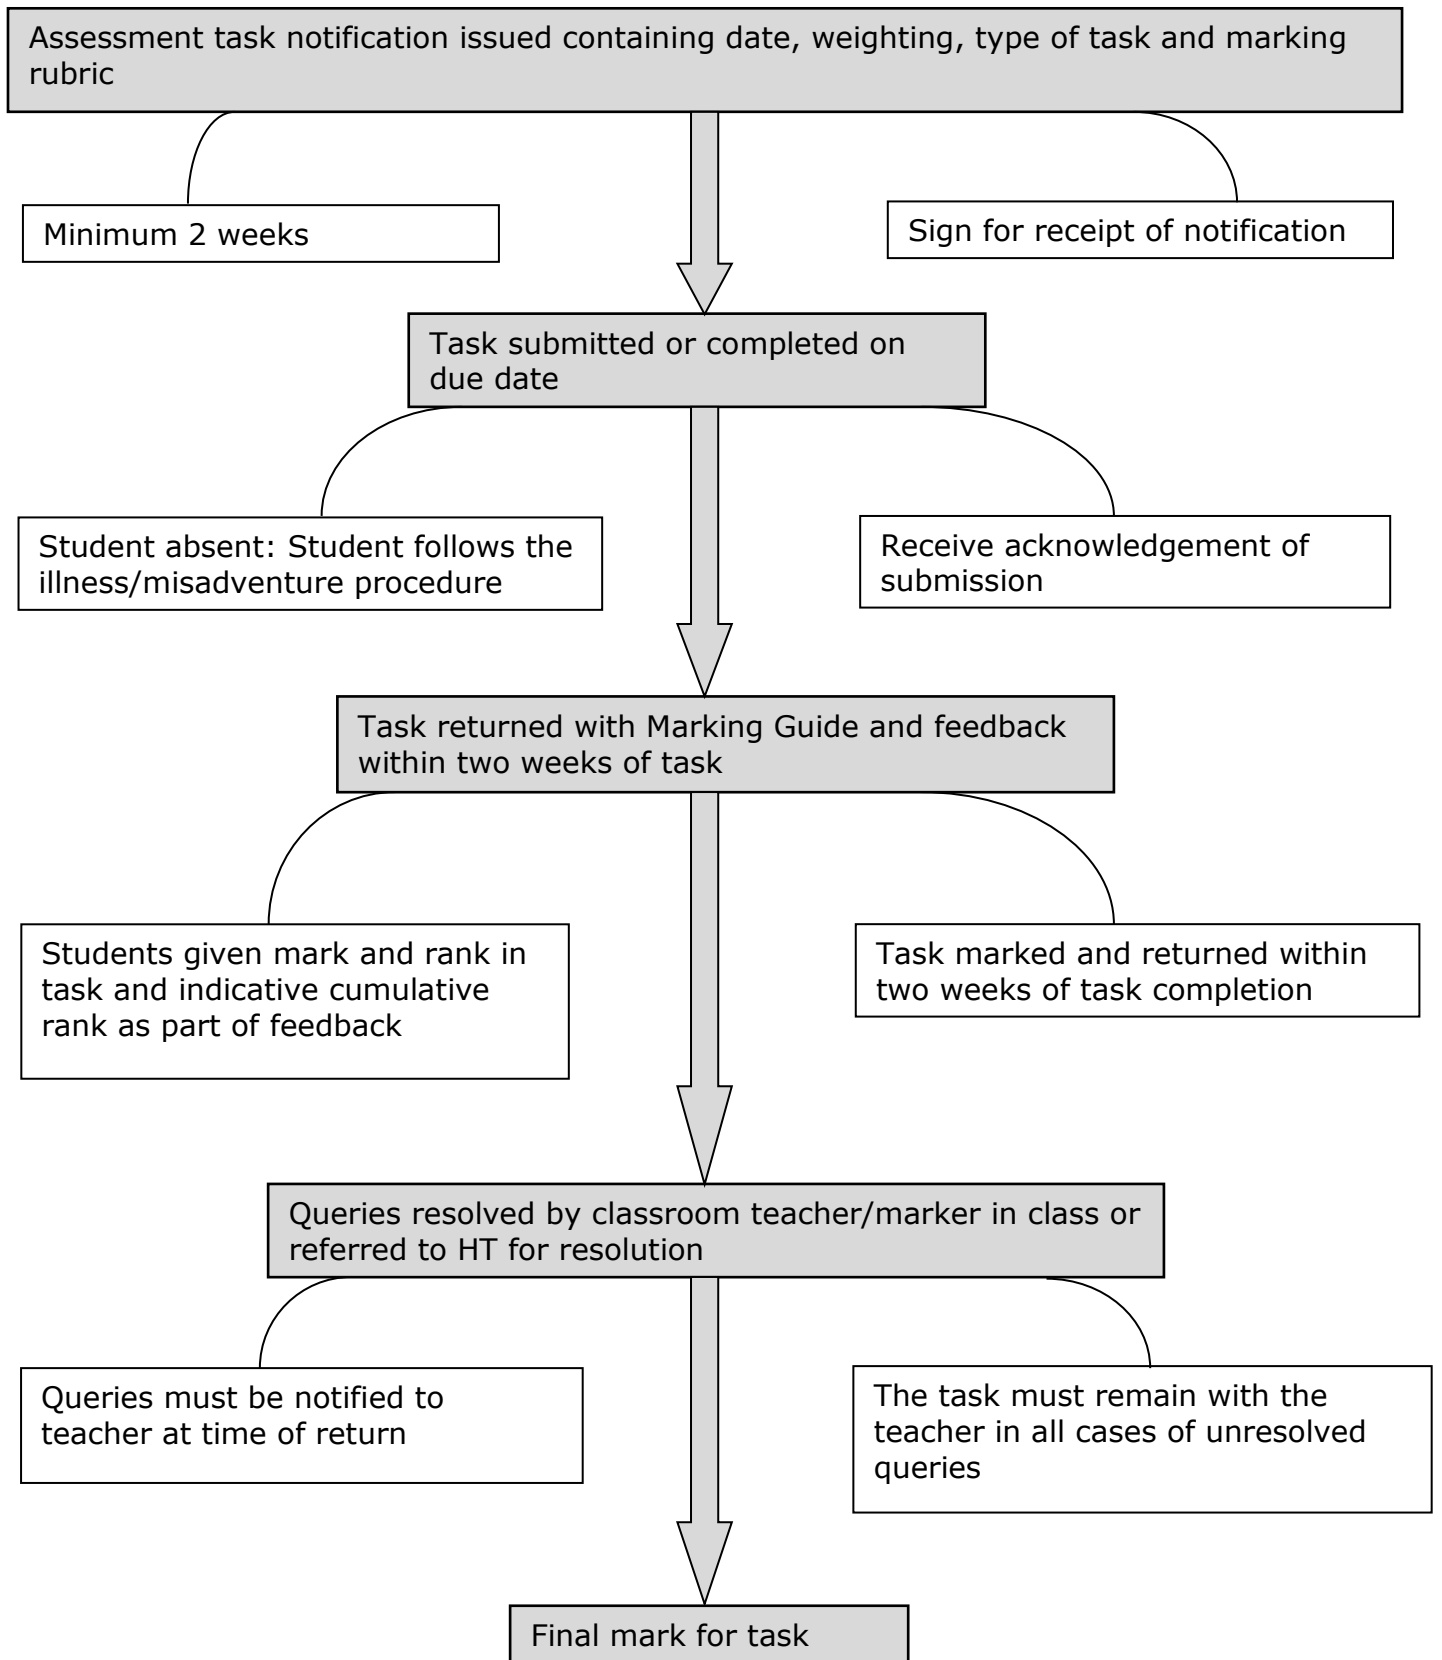 Assessment task notification issued containing date, weighting, type of task and marking
rubric
Minimum 2 weeks
Sign for receipt of notification
Task submitted or completed on
due date
Student absent: Student follows the
illness/misadventure procedure
Receive acknowledgement of
submission
Task returned with Marking Guide and feedback
within two weeks of task
Students given mark and rank in
task and indicative cumulative
rank as part of feedback
Task marked and returned within
two weeks of task completion
Queries resolved by classroom teacher/marker in class or
referred to HT for resolution
Queries must be notified to
teacher at time of return
The task must remain with the
teacher in all cases of unresolved
queries
Final mark for task